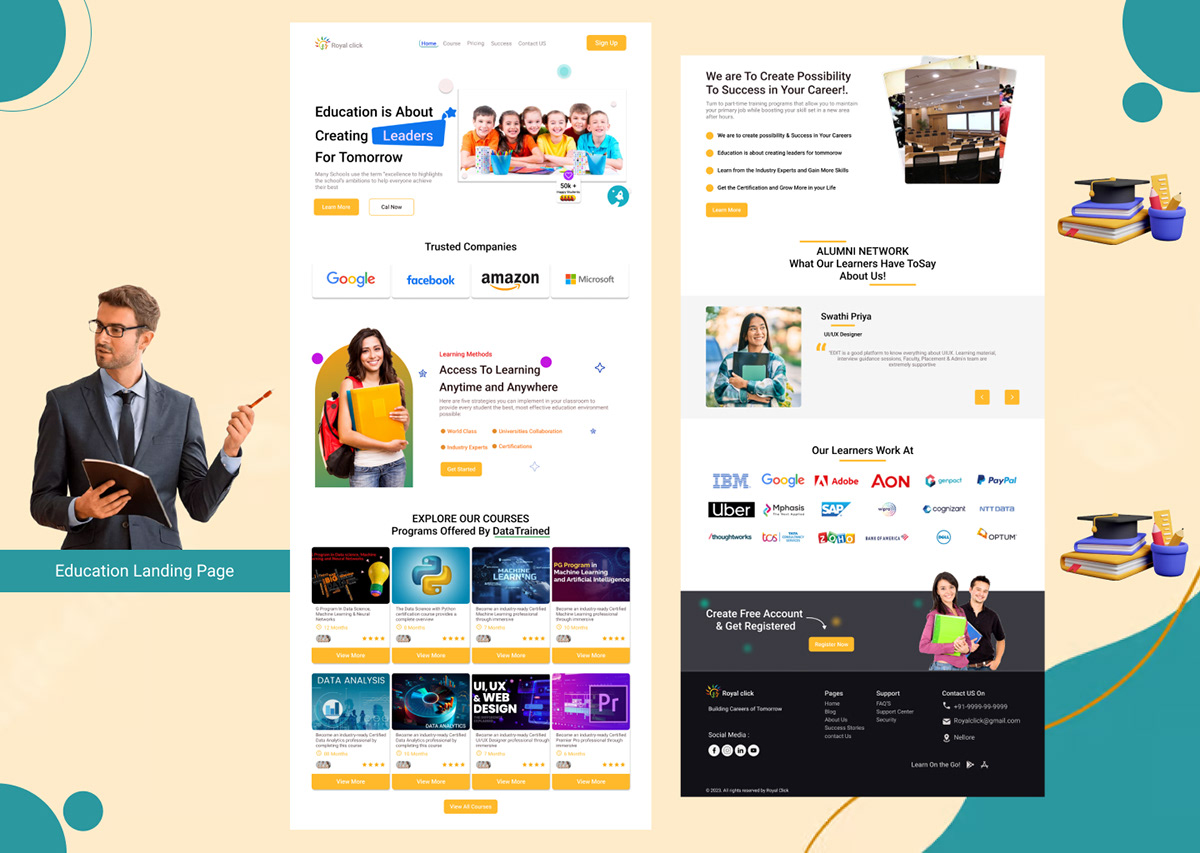 Royal click
Home
Course
Pricing
Success
Contact US
Sign Up
Education is About
Creating Leaders
For Tomorrow
Many Schools use the term "excellence to highlights
the school's ambitions to help everyone achieve
their best
Learn More
Cal Now
50k +
Happy Students
Trusted Companies
Google
facebook
amazon
Microsoft
Learning Methods
Access To Learning
Anytime and Anywhere
Here are five strategies you can implement in your classroom to
provide every student the best, most effective education environment
possible.
World Class
Universities Collaboration
Industry Experts
Certifications
Get Started
EXPLORE OUR COURSES
Programs Offered By DataTrained
MACHINE
LEARNING
PG Program in
Machine Learning
and Artificial Intelligence
G Program In Data Science,
Machine Learning & Neural
Networks
12 Months
View More
The Data Science with Python
certification course provides a
complete overview
Months
View More
Become an industry-ready Certified
Machine Learning professional
through immersive
7 Months
View More
Become an industry-ready Certified
Machine Learning professional
through immersive
10 Months
View More
DATA ANALYSIS
DATA ANALYTICS
UI, UX
& WEB
DESIGN
Pr
Become an industry-ready Certified
Data Analytics professional by
completing this course
Months
View More
Become an industry-ready Certified
Data Analytics professional by
completing this course
Months
View More
Become an industry-ready Certified
UI/UX Designer professional through
immersive
7 Months
View More
Become an industry-ready Certified
Premier Pro professional through
immersive
6 Months
View More
View All Courses
Education Landing Page
We are To Create Possibility
To Success in Your Career!.
Turn to part-time training programs that allow you to maintain
your primary job while boosting your skill set in a new area
after hours.
We are to create possibility & Success in Your Careers
Education is about creating leaders for tommorow
Learn from the Industry Experts and Gain More Skills
Get the Certification and Grow More in your Life
Learn More
ALUMNI NETWORK
What Our Learners Have ToSay
About Us!
Swathi Priya
UI/UX Designer
"EDIT is a good platform to know everything about UIUX. Learning material,
interview guidance sessions, Faculty, Placement & Admin team are
extremely supportive
Our Learners Work At
IBM
Google
Adobe
AON
genpact
PayPal
Uber
Mphasis
The Next Applied
SAP
wipro
cognizant
NTT DATA
/thoughtworks
tcs TATA
CONSULTANCY
SERVICES
ZOHO
BANK OF AMERICA
DELL
OPTUM
Create Free Account
& Get Registered
Register Now
Royal click
Building Careers of Tomorrow
Social Media :
Pages
Home
Blog
About Us
Success Stories
contact Us
Support
FAQ'S
Support Center
Security
Contact US On
+91-9999-99-9999
Royalclick@gmail.com
Nellore
Learn On the Go!
© 2023. All rights reserved by Royal Click